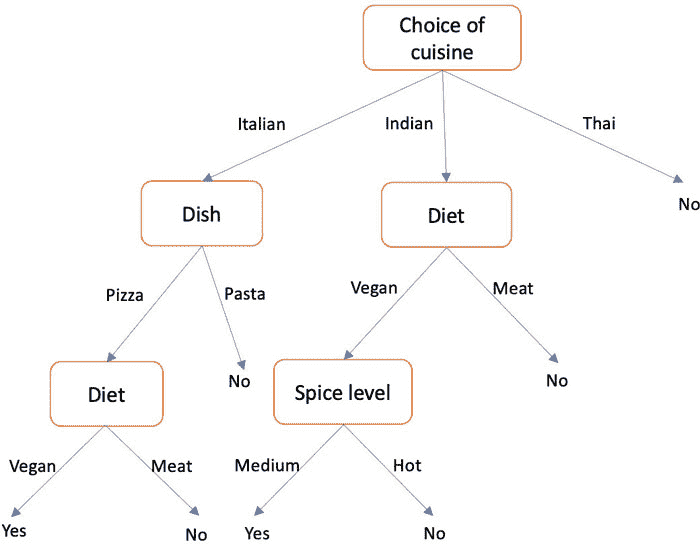 Choice of
cuisine
Italian
Indian
Thai
Dish
Diet
No
Pizza
Pasta
Vegan
Meat
Diet
No
Spice level
No
Vegan
Meat
Medium
Hot
Yes
No
Yes
No